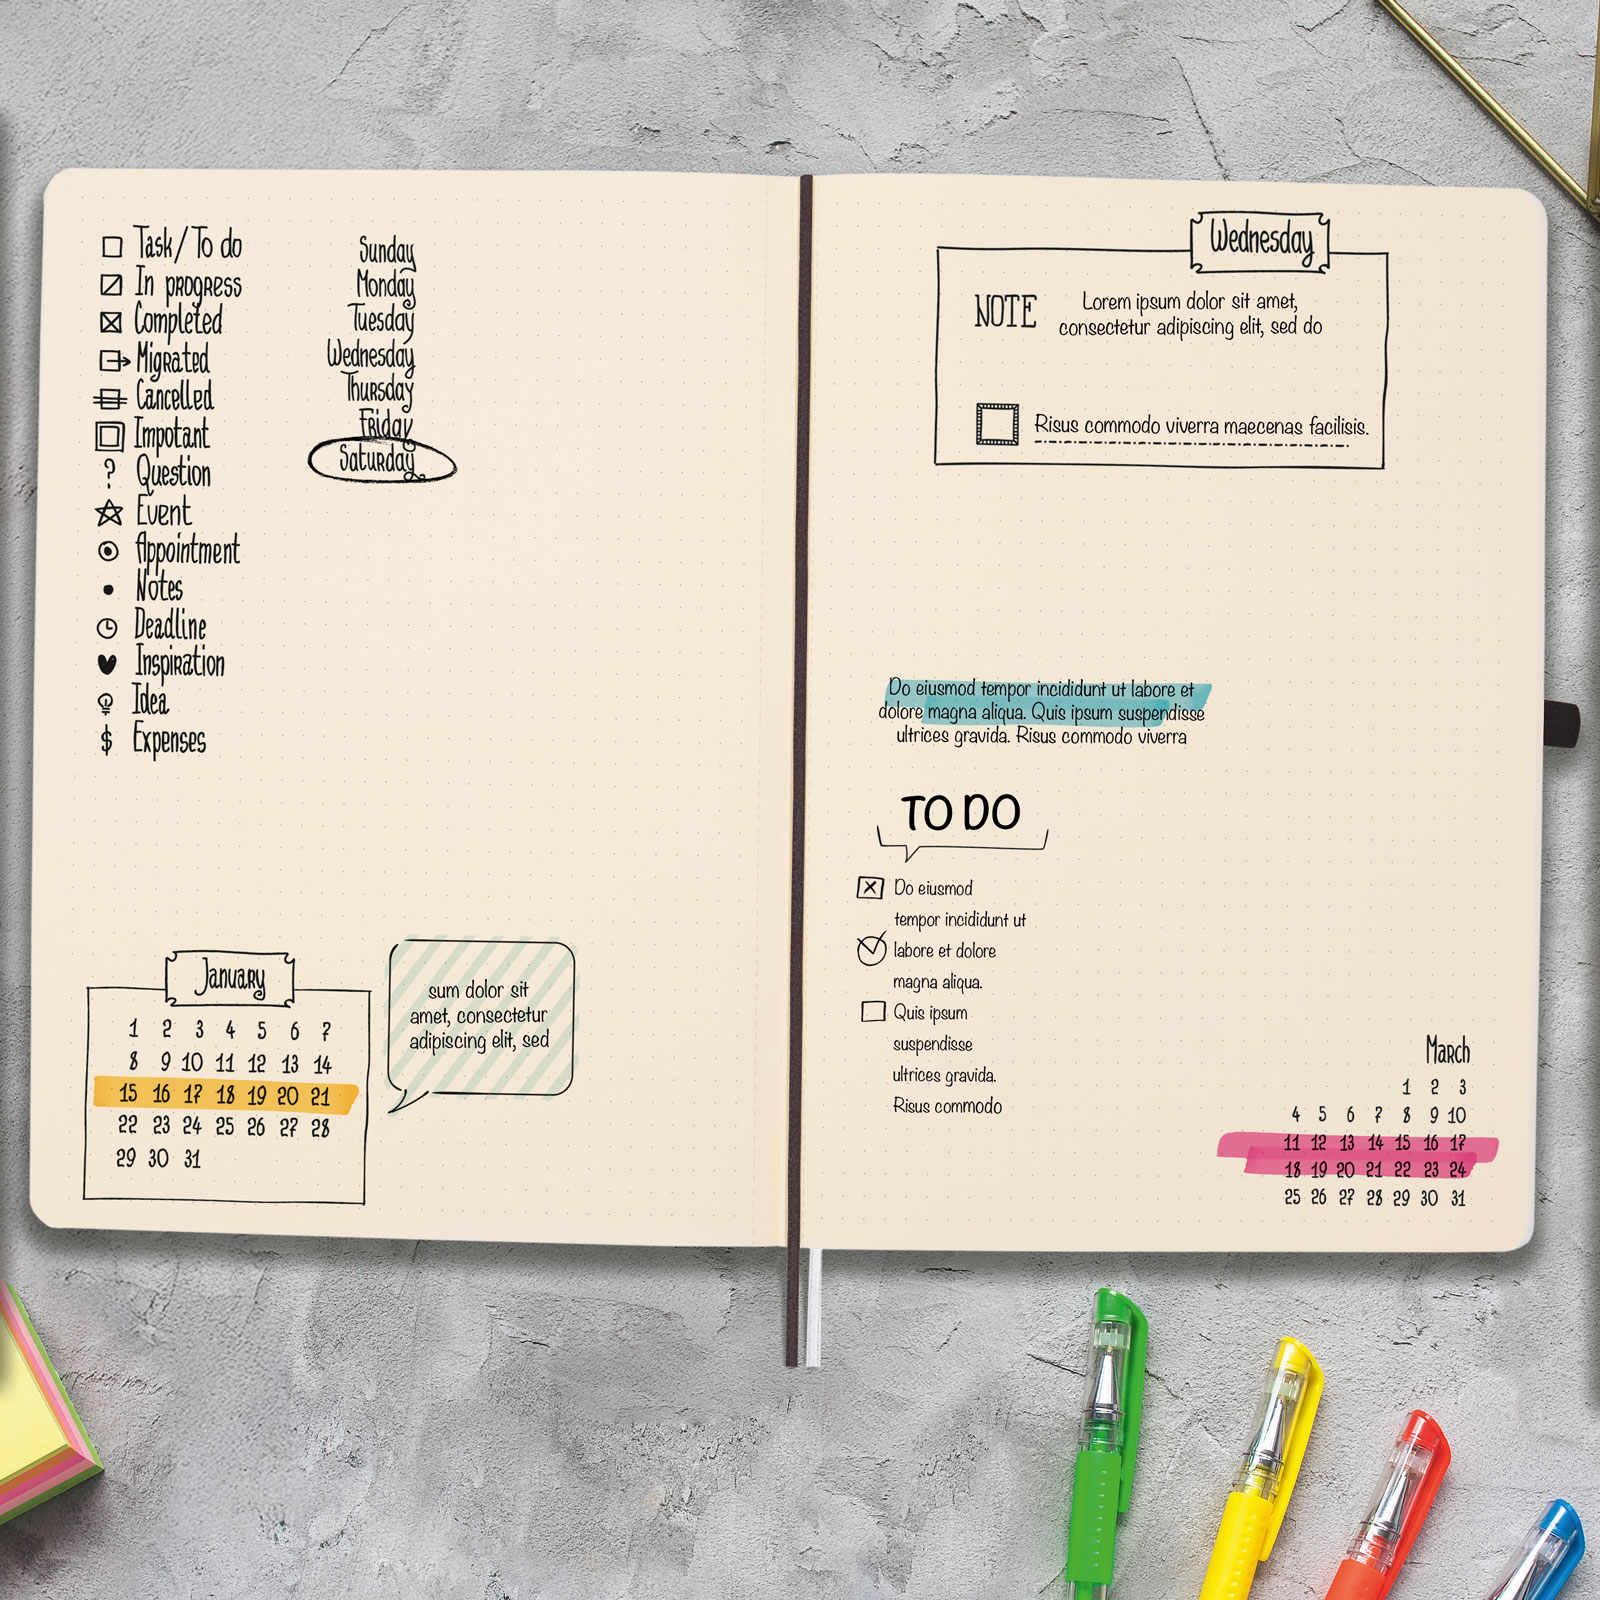 Task/To do
In progress
Completed
Migrated
Cancelled
Impotant
? Question
Event
Appointment
Notes
Deadline
Inspiration
Idea
$ Expenses
Sunday
Monday
Tuesday
Wednesday
Thursday
Friday
Saturday
January
1 2 3 4 5 6 7
8 9 10 11 12 13 14
15 16 17 18 19 20 21
22 23 24 25 26 27 28
29 30 31
sum dolor sit
amet, consectetur
adipiscing elit, sed
Wednesday
NOTE
Lorem ipsum dolor sit amet,
consectetur adipiscing elit, sed do
Risus commodo viverra maecenas facilisis.
Do eiusmod tempor incididunt ut labore et
dolore magna aliqua. Quis ipsum suspendisse
ultrices gravida. Risus commodo viverra
TO DO
Do eiusmod
tempor incididunt ut
labore et dolore
magna aliqua.
Quis ipsum
suspendisse
ultrices gravida.
Risus commodo
March
1 2 3
4 5 6 7 8 9 10
11 12 13 14 15 16 17
18 19 20 21 22 23 24
25 26 27 28 29 30 31